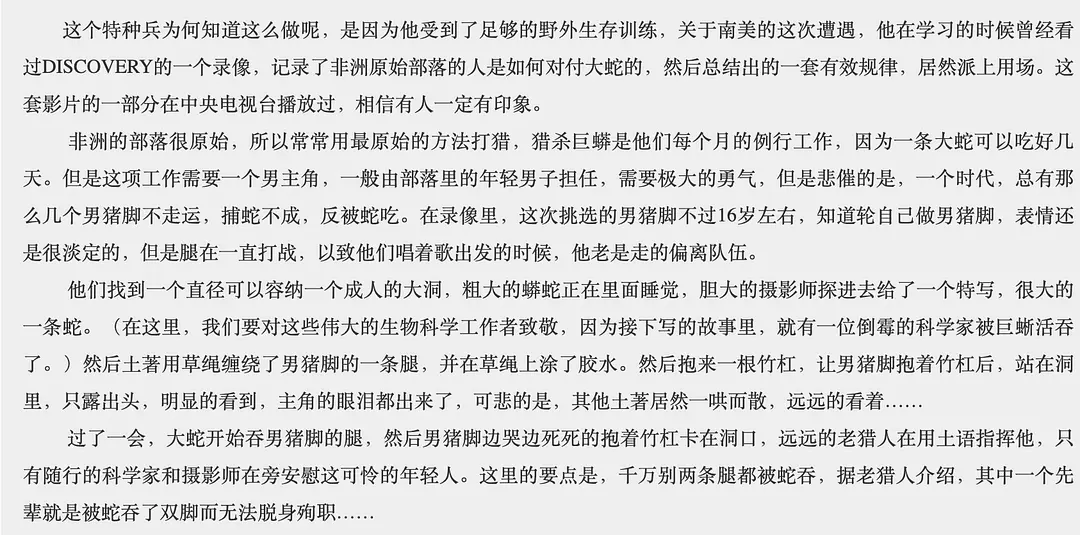 这个特种兵为何知道这么做呢，是因为他受到了足够的野外生存训练，关于南美的这次遭遇，他在学习的时候曾经看
过DISCOVERY的一个录像，记录了非洲原始部落的人是如何对付大蛇的，然后总结出的一套有效规律，居然派上用场。这
套影片的一部分在中央电视台播放过，相信有人一定有印象。
非洲的部落很原始，所以常常用最原始的方法打猎，猎杀巨蟒是他们每个月的例行工作，因为一条大蛇可以吃好几
天。但是这项工作需要一个男主角，一般由部落里的年轻男子担任，需要极大的勇气，但是悲催的是，一个时代，总有那
么几个男猪脚不走运，捕蛇不成，反被蛇吃。在录像里，这次挑选的男猪脚不过16岁左右，知道轮自己做男猪脚，表情还
是很淡定的，但是腿在一直打战，以致他们唱着歌出发的时候，他老是走的偏离队伍。
他们找到一个直径可以容纳一个成人的大洞，粗大的蟒蛇正在里面睡觉，胆大的摄影师探进去给了一个特写，很大的
一条蛇。（在这里，我们要对这些伟大的生物科学工作者致敬，因为接下写的故事里，就有一位倒霉的科学家被巨蜥活吞
了。）然后土著用草绳缠绕了男猪脚的一条腿，并在草绳上涂了胶水。然后抱来一根竹杠，让男猪脚抱着竹杠后，站在洞
里，只露出头，明显的看到，主角的眼泪都出来了，可悲的是，其他土著居然一哄而散，远远的看着……
过了一会，大蛇开始吞男猪脚的腿，然后男猪脚边哭边死死的抱着竹杠卡在洞口，远远的老猎人在用土语指挥他，只
有随行的科学家和摄影师在旁安慰这可怜的年轻人。这里的要点是，千万别两条腿都被蛇吞，据老猎人介绍，其中一个先
辈就是被蛇吞了双脚而无法脱身殉职……